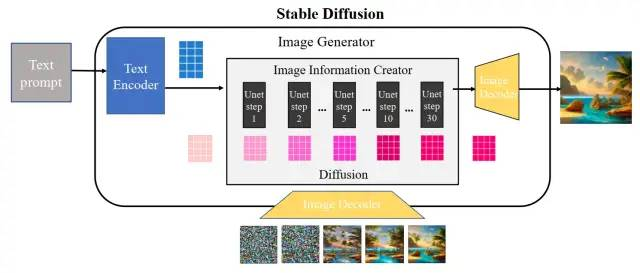 Stable Diffusion
Image Generator
Text
prompt
Text
Encoder
Image Information Creator
Unet
step
1
Unet
step
2
...
Unet
step
5
...
Unet
step
10
...
Unet
step
30
Diffusion
Image
Decoder
Image Decoder